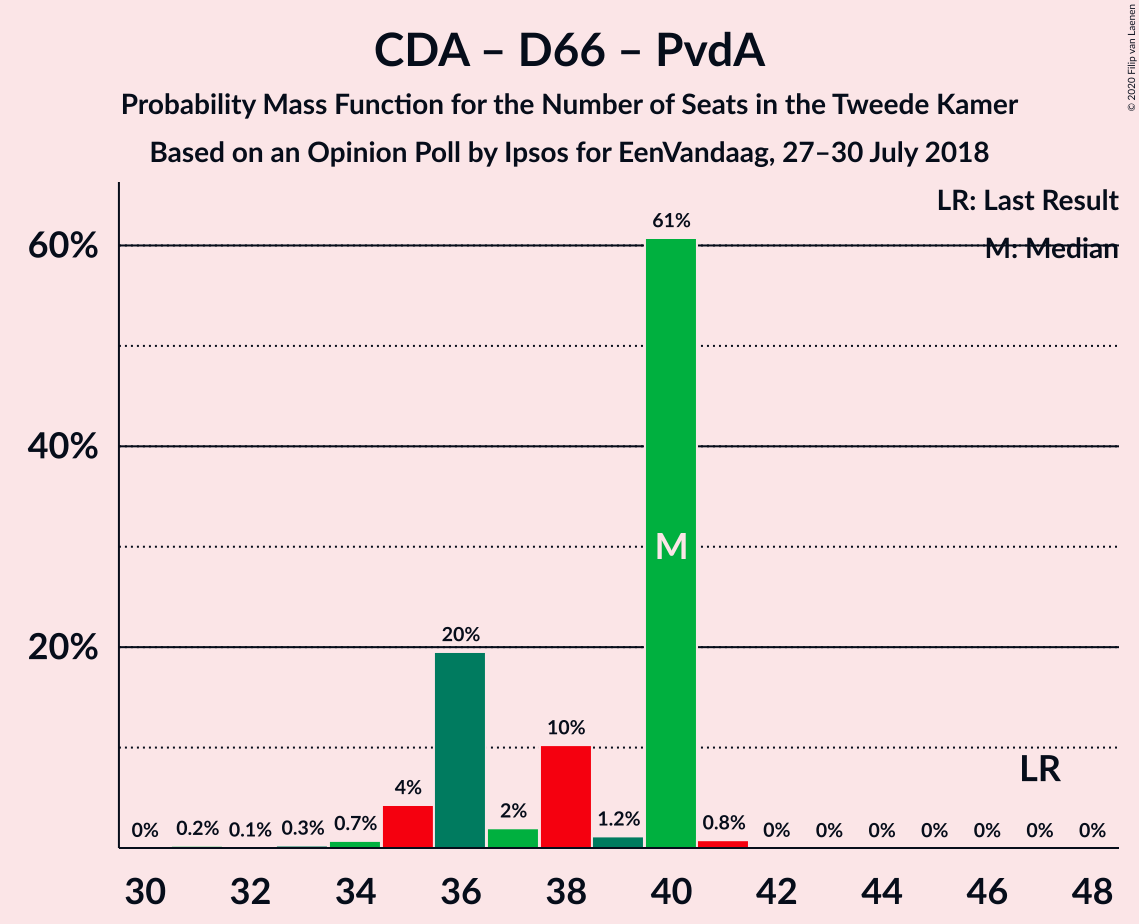 CDA – D66 – PvdA
Probability Mass Function for the Number of Seats in the Tweede Kamer
Based on an Opinion Poll by Ipsos for EenVandaag, 27–30 July 2018
© 2020 Filip van Laenen
LR: Last Result
M: Median
60%
40%
20%
0%
0.2%
0.1%
0.3%
0.7%
4%
20%
2%
10%
1.2%
61%
M
0.8%
0%
0%
0%
0%
0%
LR
0%
0%
30 32 34 36 38 40 42 44 46 48